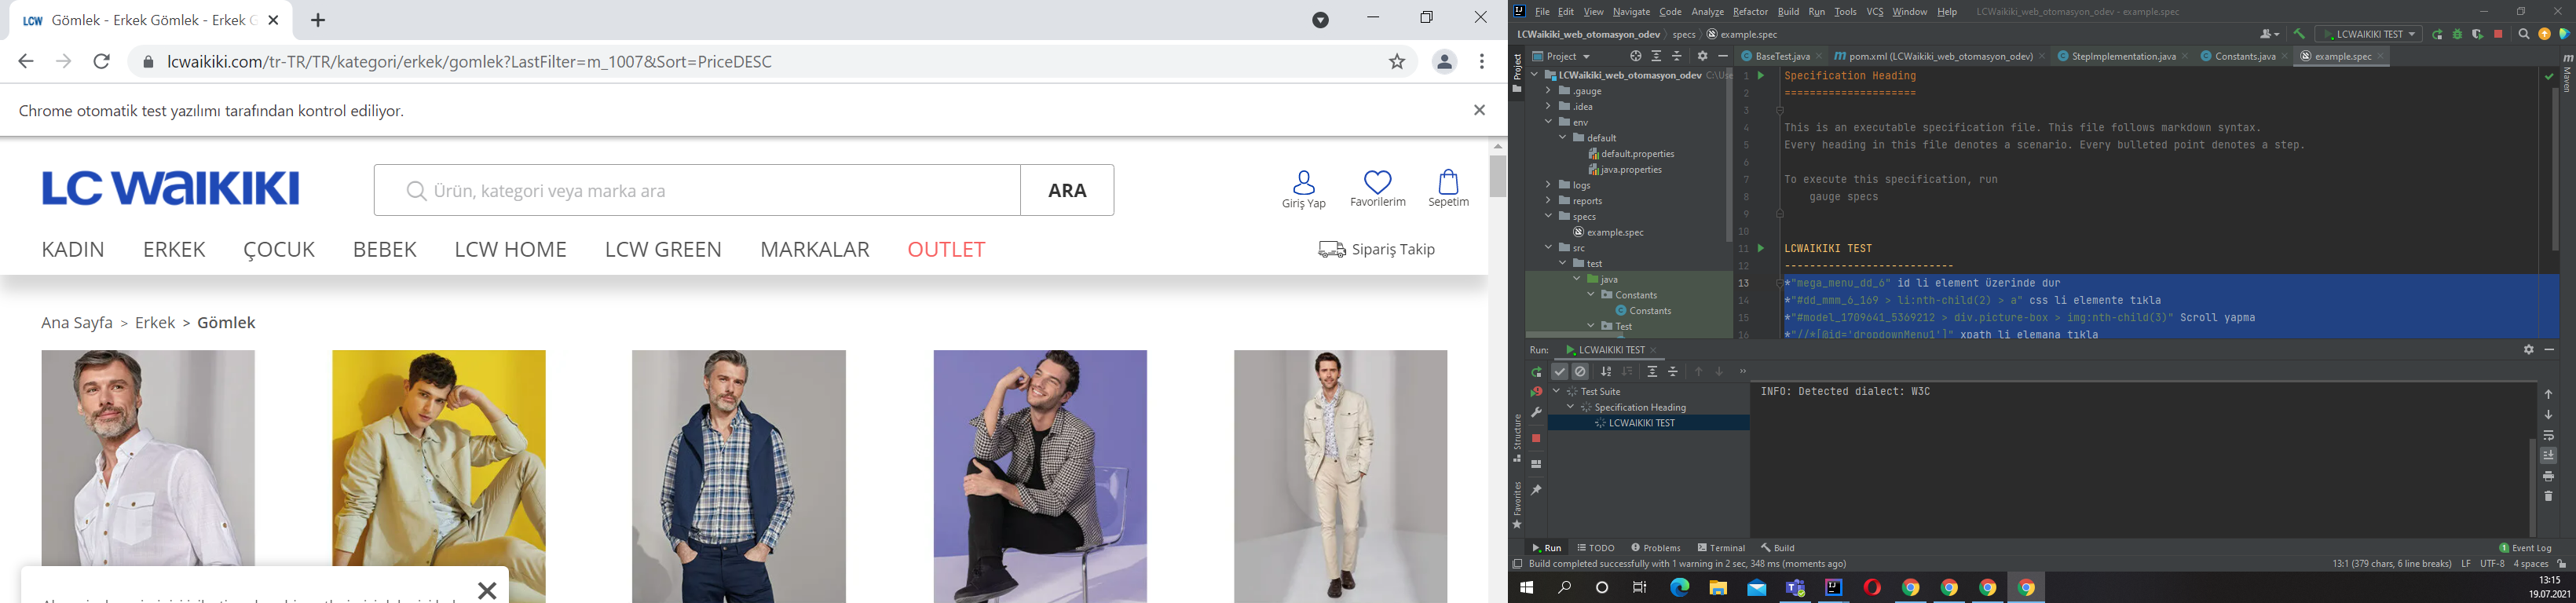 LCW Gömlek - Erkek Gömlek - Erkek G
lcwaikiki.com/tr-TR/TR/kategori/erkek/gomlek?LastFilter=m_1007&Sort=PriceDESC
Chrome otomatik test yazılımı tarafından kontrol ediliyor.
LC WAIKIKI
Ürün, kategori veya marka ara
ARA
Giriş Yap
Favorilerim
Sepetim
KADIN ERKEK ÇOCUK BEBEK LCW HOME LCW GREEN MARKALAR OUTLET
Sipariş Takip
Ana Sayfa > Erkek > Gömlek
File Edit View Navigate Code Analyze Refactor Build Run Tools VCS Window Help LCWaikiki_web_otomasyon_odev - example.spec
LCWaikiki_web_otomasyon_odev specs example.spec
LCWAIKIKI TEST
Project
Project
LCWaikiki_web_otomasyon_odev C:\Use
.gauge
.idea
env
default
default.properties
java.properties
logs
reports
specs
example.spec
src
test
java
Constants
Constants
Test
BaseTest.java pom.xml (LCWaikiki_web_otomasyon_odev) StepImplementation.java Constants.java example.spec
1 Specification Heading
2 =====================
3
4 This is an executable specification file. This file follows markdown syntax.
5 Every heading in this file denotes a scenario. Every bulleted point denotes a step.
6
7 To execute this specification, run
8 gauge specs
9
10
11 LCWAIKIKI TEST
12 ---------------------------
13 *"mega_menu_dd_6" id li element üzerinde dur
14 *"#dd_mmm_6_169 > li:nth-child(2) > a" css li elemente tıkla
15 *"#model_1709641_5369212 > div.picture-box > img:nth-child(3)" Scroll yapma
16 *"//*[@id='dropdownMenu1']" xpath li elemana tıkla
Maven
Run: LCWAIKIKI TEST
Test Suite
Specification Heading
LCWAIKIKI TEST
INFO: Detected dialect: W3C
Structure
Favorites
Run TODO Problems Terminal Build
1 Event Log
Build completed successfully with 1 warning in 2 sec, 348 ms (moments ago)
13:1 (379 chars, 6 line breaks) LF UTF-8 4 spaces
13:15
19.07.2021